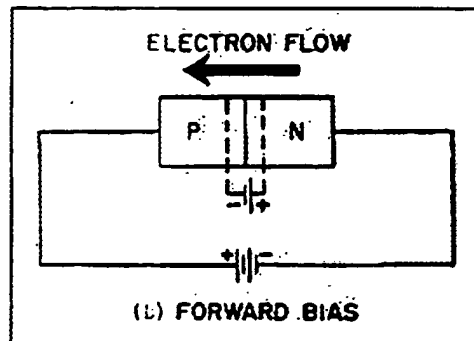 ELECTRON FLOW
P N
- +
+ -
(b) FORWARD BIAS